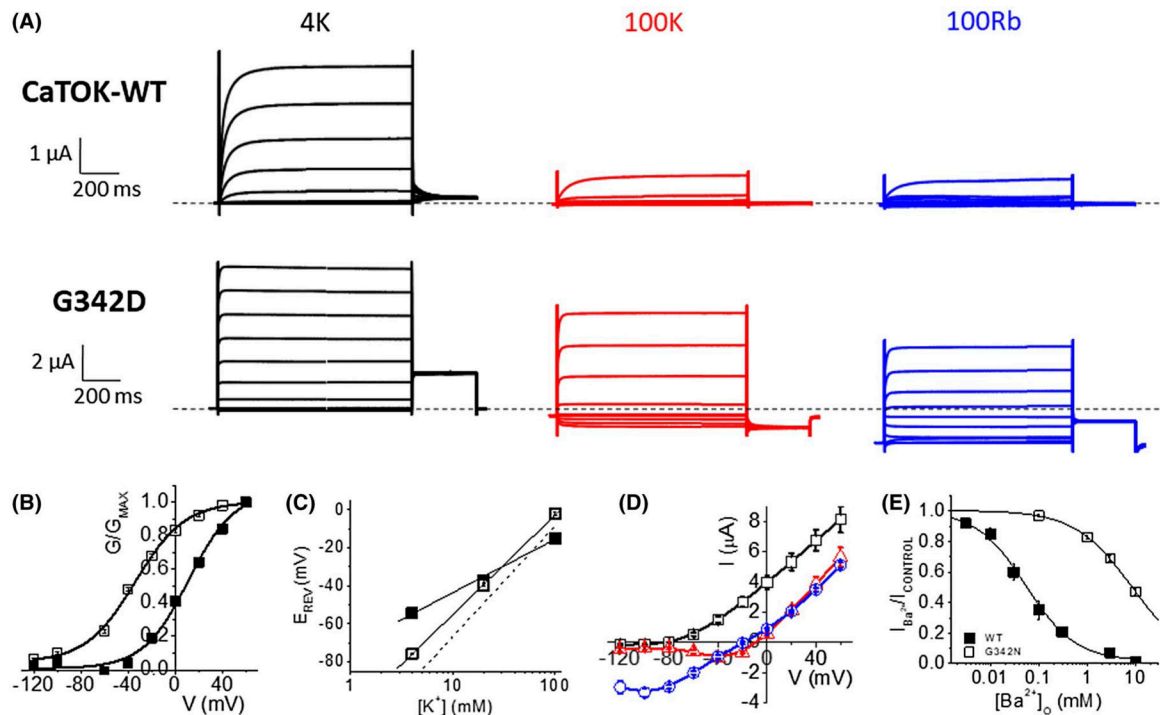 (A)
4K 100K 100Rb
CaTOK-WT
1 µA
200 ms
G342D
2 µA
200 ms
(B)
G/G_MAX
1.0
0.8
0.6
0.4
0.2
0.0
-120 -80 -40 0 40
V (mV)
(C)
E_REV (mV)
0
-20
-40
-60
-80
1 10 100
[K⁺] (mM)
(D)
I (µA)
8
6
4
2
-2
-4
-120 -80 -40 0 40
V (mV)
(E)
I_Ba²⁺/I_CONTROL
1.0
0.8
0.6
0.4
0.2
0.0
WT
G342N
0.01 0.1 1 10
[Ba²⁺]_O (mM)